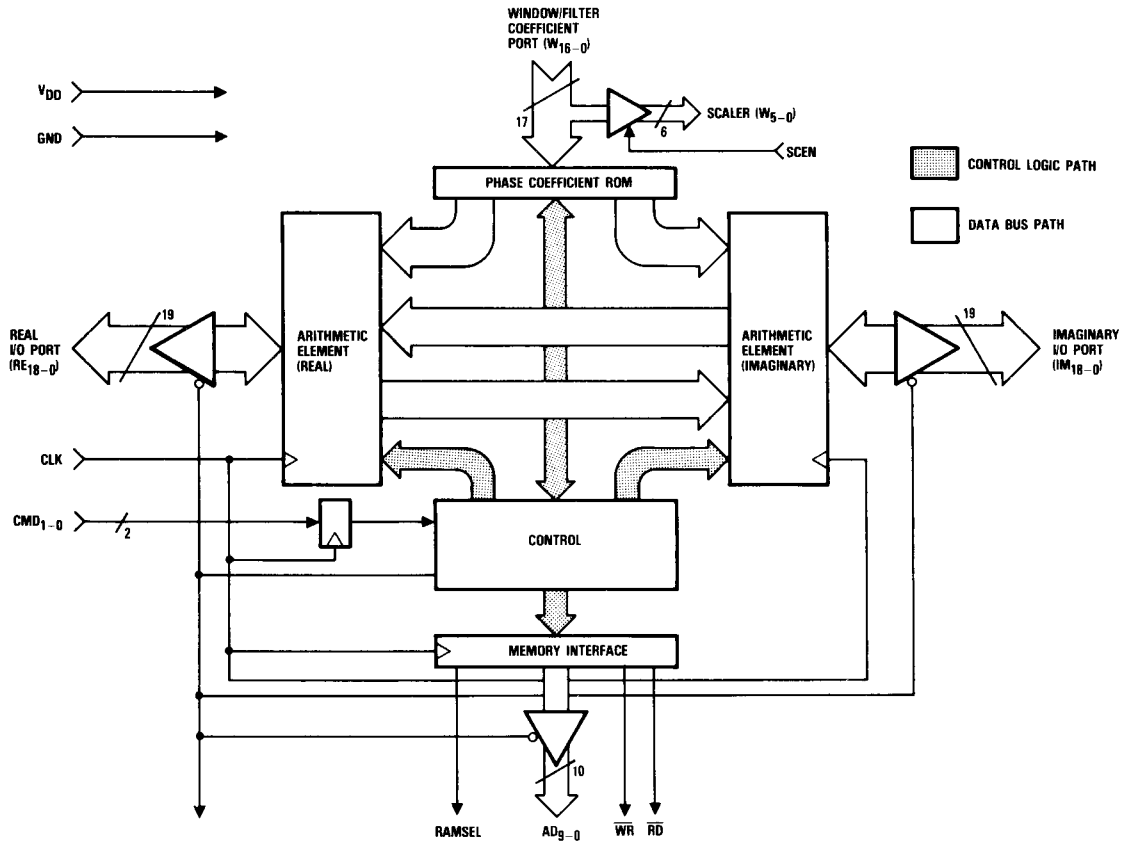 WINDOW/FILTER
COEFFICIENT
PORT (W16–0)
VDD
GND
17
6
SCALER (W5–0)
SCEN
PHASE COEFFICIENT ROM
CONTROL LOGIC PATH
DATA BUS PATH
REAL
I/O PORT
(RE18–0)
19
ARITHMETIC
ELEMENT
(REAL)
ARITHMETIC
ELEMENT
(IMAGINARY)
19
IMAGINARY
I/O PORT
(IM18–0)
CLK
CMD1–0
2
CONTROL
MEMORY INTERFACE
10
RAMSEL
AD9–0
W̅R̅
R̅D̅